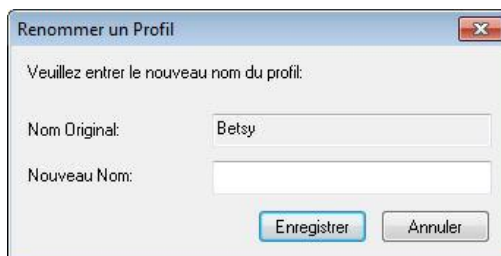 Renommer un Profil
Veuillez entrer le nouveau nom du profil:
Nom Original: Betsy
Nouveau Nom:
Enregistrer Annuler